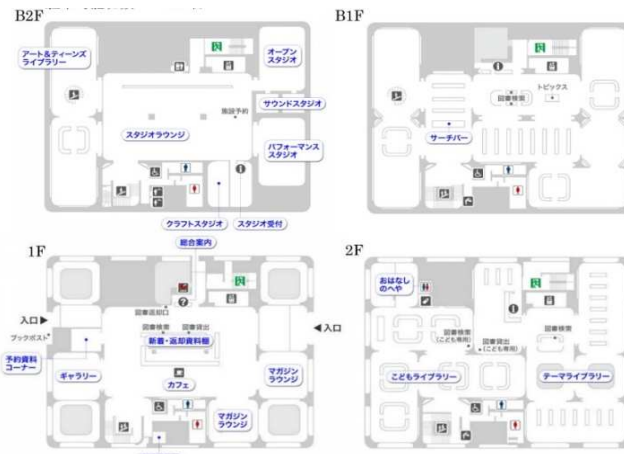 B2F
アート&ティーンズ
ライブラリー
オープン
スタジオ
サウンドスタジオ
施設予約
スタジオラウンジ
パフォーマンス
スタジオ
クラフトスタジオ
スタジオ受付
B1F
トピックス
図書検索
サーチバー
1F
総合案内
図書返却口
入口
ブックポスト
図書検索
図書貸出
新着・返却資料棚
入口
予約資料
コーナー
ギャラリー
カフェ
マガジン
ラウンジ
マガジン
ラウンジ
2F
おはなし
のへや
図書検索
(こども専用)
図書貸出
(こども専用)
図書検索
こどもライブラリー
テーマライブラリー